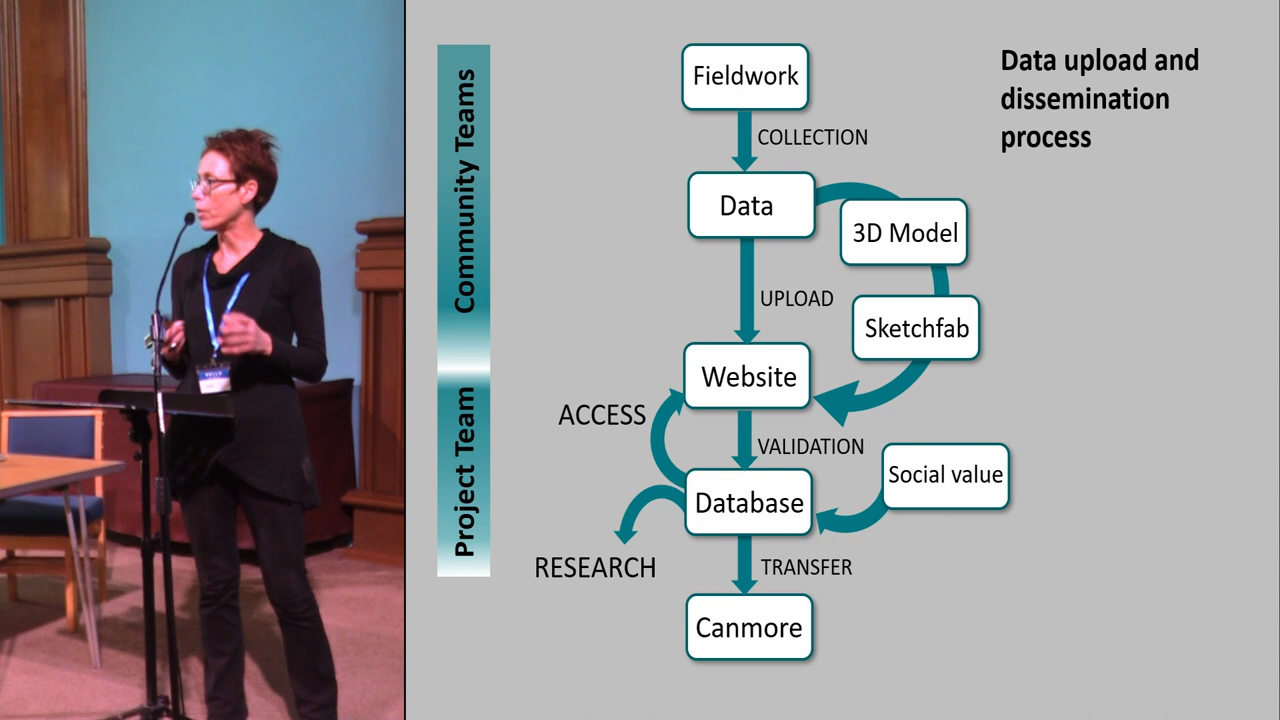 Data upload and
dissemination
process
Community Teams
Project Team
Fieldwork
COLLECTION
Data
3D Model
UPLOAD
Sketchfab
Website
ACCESS
VALIDATION
Social value
Database
RESEARCH
TRANSFER
Canmore